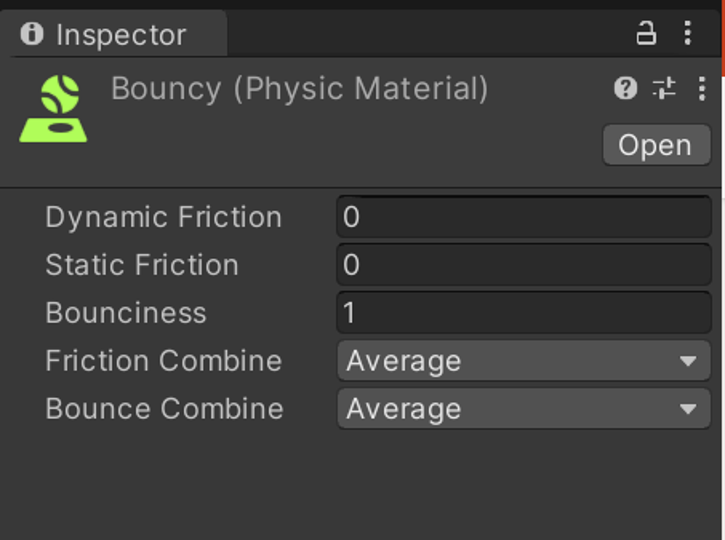 Inspector
Bouncy (Physic Material)
Open
Dynamic Friction 0
Static Friction 0
Bounciness 1
Friction Combine Average
Bounce Combine Average